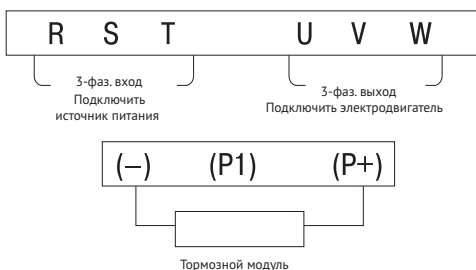 R S T U V W
3-фаз. вход
Подключить
источник питания
3-фаз. выход
Подключить электродвигатель
(−) (P1) (P+)
Тормозной модуль